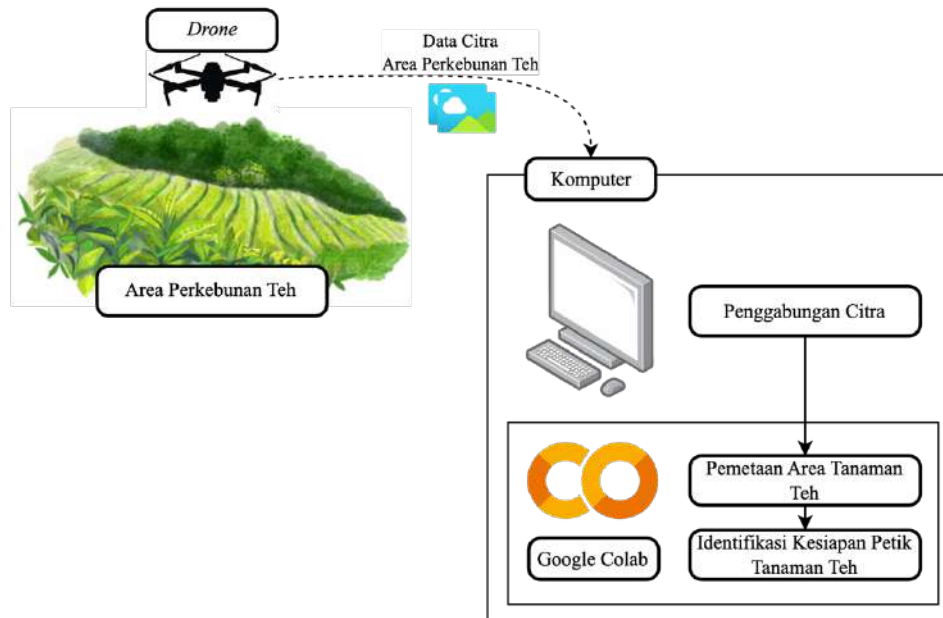 Drone
Data Citra
Area Perkebunan Teh
Komputer
Area Perkebunan Teh
Penggabungan Citra
Pemetaan Area Tanaman
Teh
Google Colab
Identifikasi Kesiapan Petik
Tanaman Teh